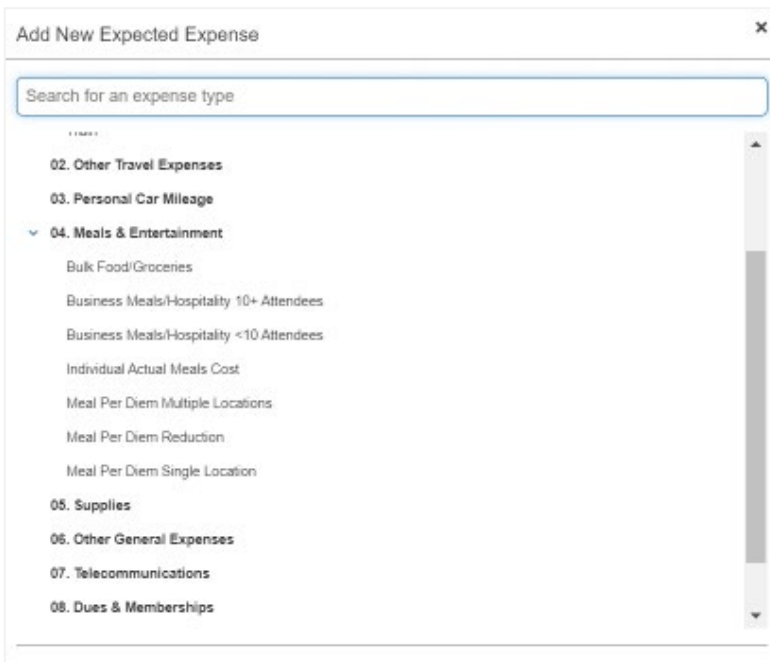 Add New Expected Expense
×
Search for an expense type
02. Other Travel Expenses
03. Personal Car Mileage
04. Meals & Entertainment
Bulk Food/Groceries
Business Meals/Hospitality 10+ Attendees
Business Meals/Hospitality <10 Attendees
Individual Actual Meals Cost
Meal Per Diem Multiple Locations
Meal Per Diem Reduction
Meal Per Diem Single Location
05. Supplies
06. Other General Expenses
07. Telecommunications
08. Dues & Memberships